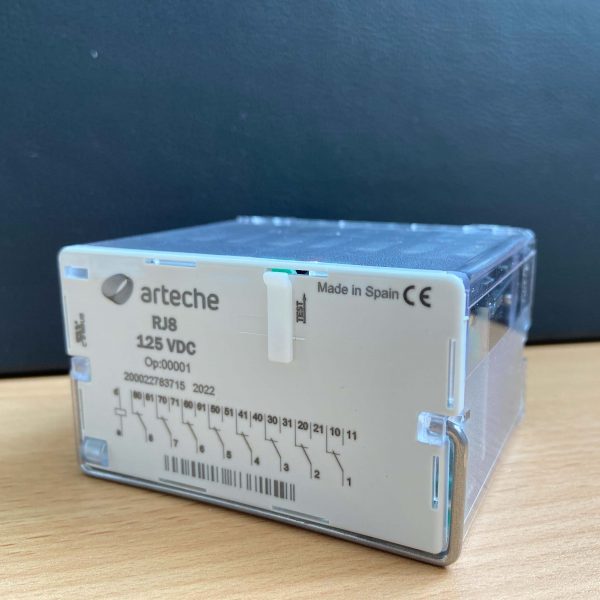 arteche
RJ8
125 VDC
Op:00001
200022783715 2022
TEST
Made in Spain CE
d 80 81 70 71 60 61 50 51 41 40 30 31 20 21 10 11
a 8 7 6 5 4 3 2 1